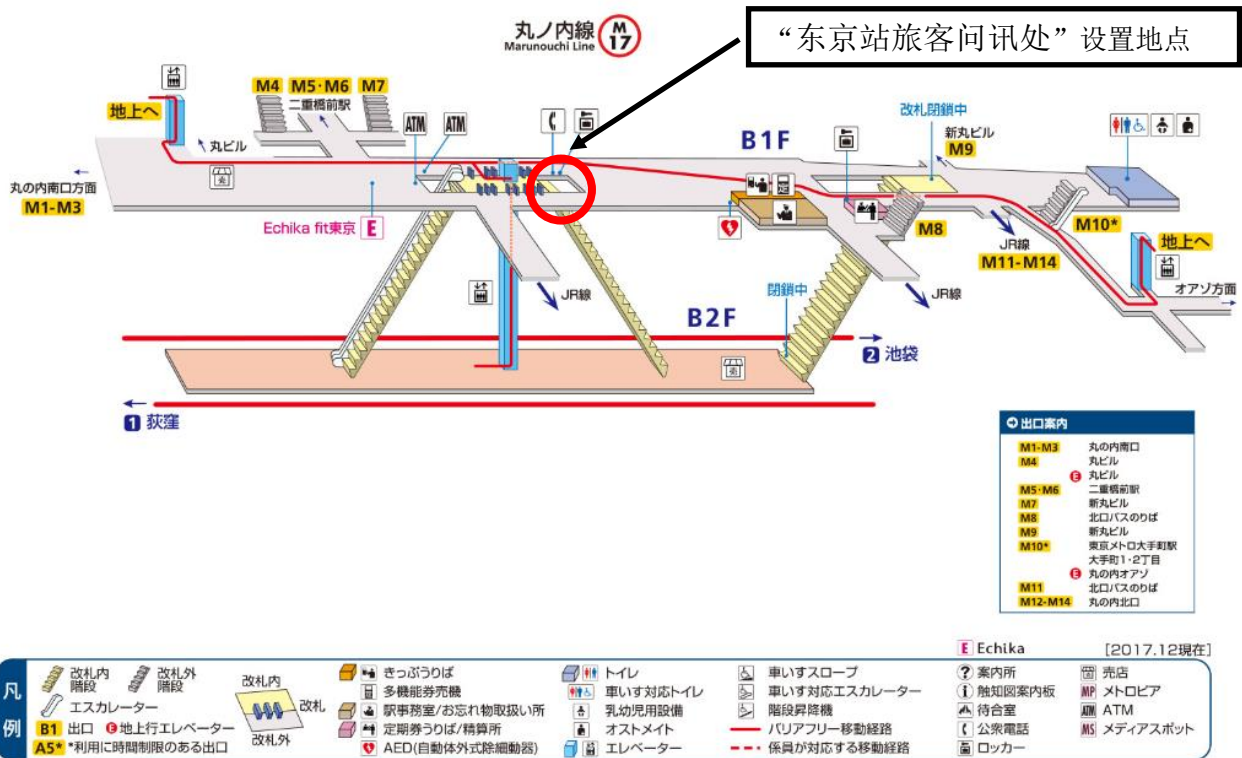 丸ノ内線
Marunouchi Line
M
17
“东京站旅客问讯处”设置地点
M4
M5·M6
M7
二重橋前駅
地上へ
丸ビル
ATM
ATM
B1F
改札閉鎖中
新丸ビル
M9
丸の内南口方面
M1-M3
Echika fit東京
E
M8
M10*
JR線
M11-M14
地上へ
オアゾ方面
JR線
閉鎖中
JR線
B2F
売
2 池袋
1 荻窪
出口案内
M1-M3 丸の内南口
M4 丸ビル
E 丸ビル
M5·M6 二重橋前駅
M7 新丸ビル
M8 北口バスのりば
M9 新丸ビル
M10* 東京メトロ大手町駅
大手町1・2丁目
E 丸の内オアゾ
M11 北口バスのりば
M12-M14 丸の内北口
E Echika
[2017.12現在]
凡例
改札内階段
改札外階段
エスカレーター
B1 出口
E 地上行エレベーター
A5* *利用に時間制限のある出口
改札内
改札
改札外
きっぷうりば
多機能券売機
駅事務室/お忘れ物取扱い所
定期券うりば/精算所
AED(自動体外式除細動器)
トイレ
車いす対応トイレ
乳幼児用設備
オストメイト
エレベーター
車いすスロープ
車いす対応エスカレーター
階段昇降機
バリアフリー移動経路
係員が対応する移動経路
? 案内所
i 触知図案内板
待合室
公衆電話
ロッカー
売店
MP メトロピア
ATM ATM
MS メディアスポット